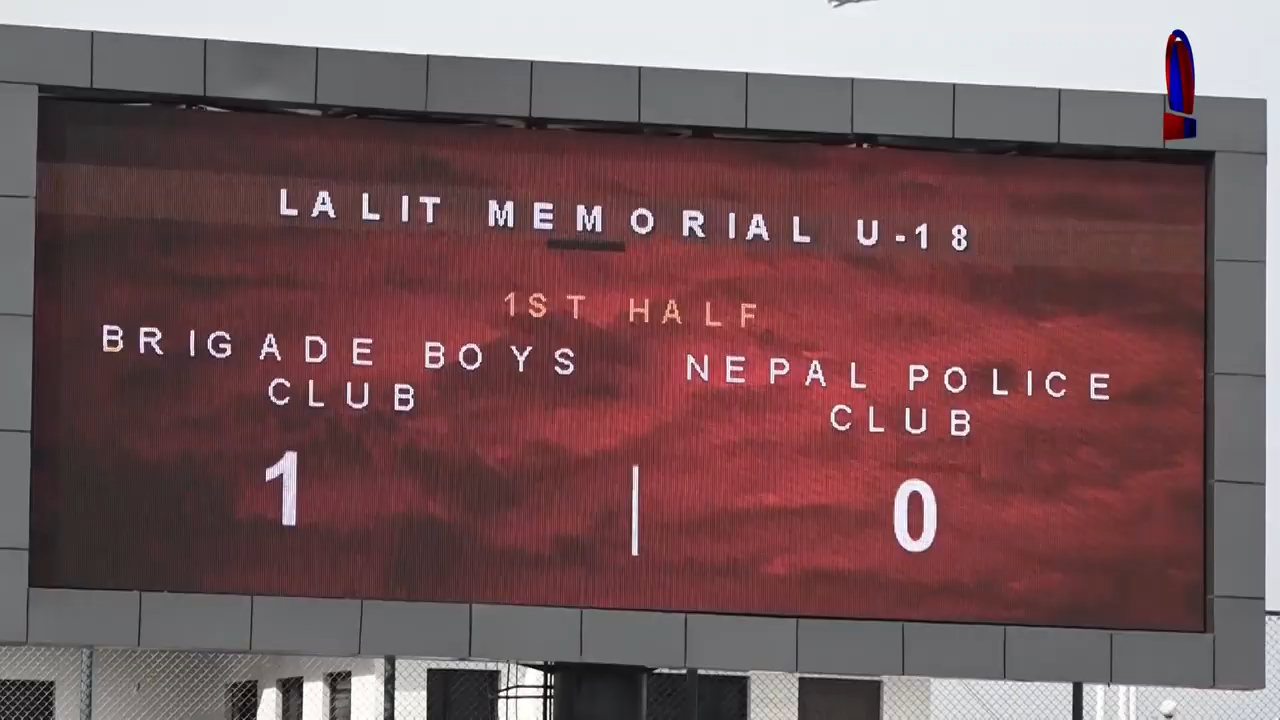 LALIT MEMORIAL U-18
1ST HALF
BRIGADE BOYS
CLUB
NEPAL POLICE
CLUB
1 | 0